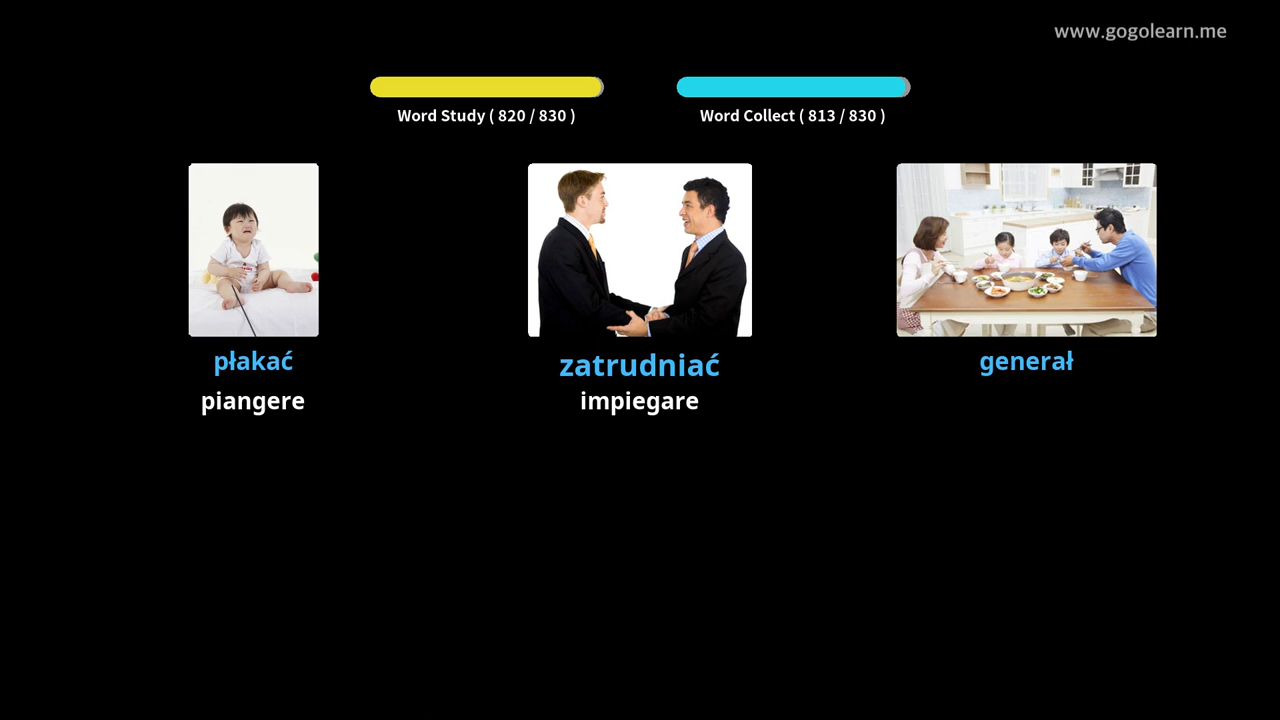 www.gogolearn.me
Word Study ( 820 / 830 )
Word Collect ( 813 / 830 )
płakać
zatrudniać
generał
piangere
impiegare